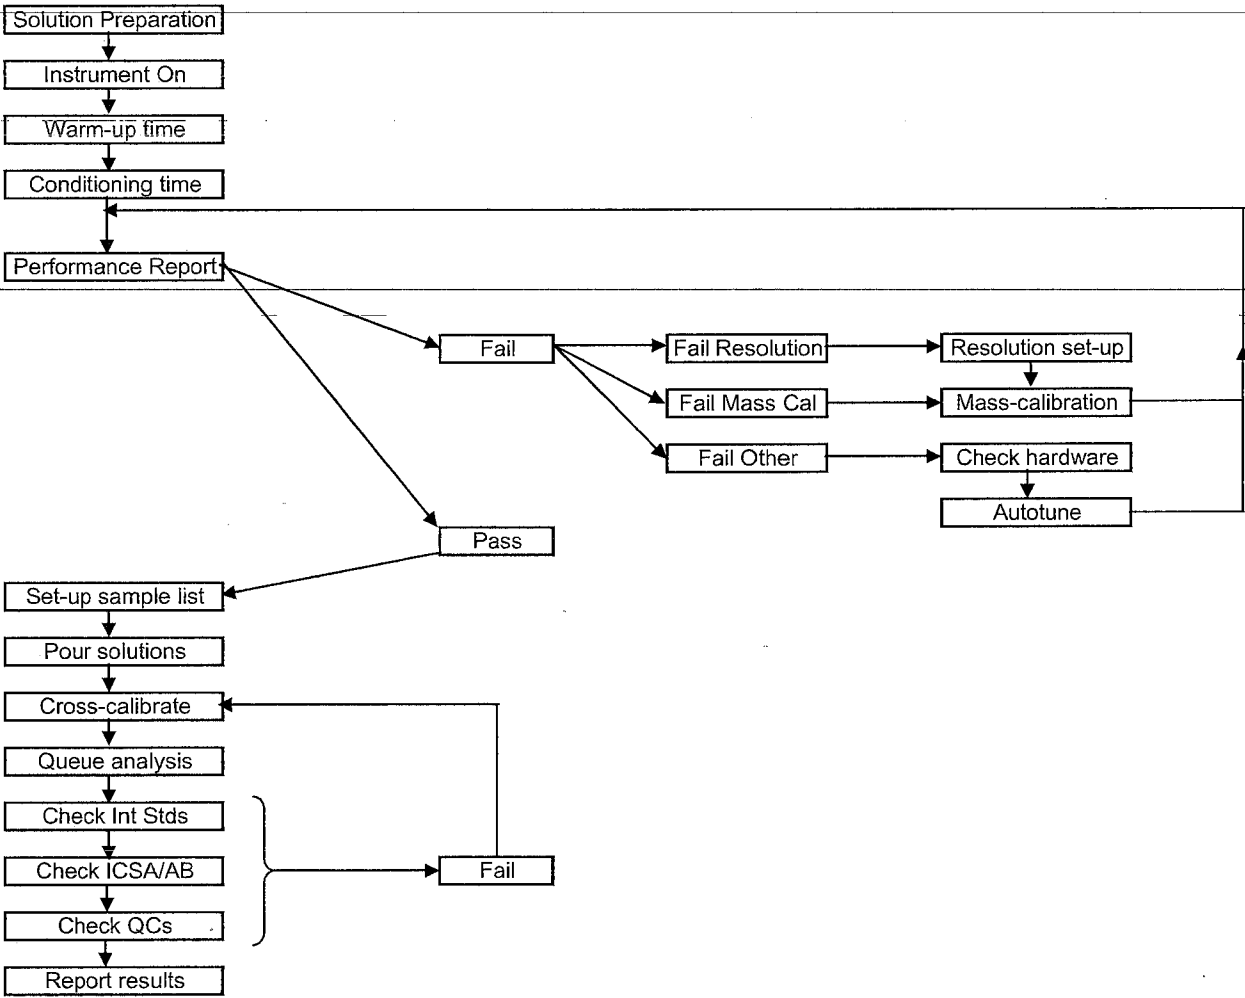 Solution Preparation
Instrument On
Warm-up time
Conditioning time
Performance Report
Fail
Fail Resolution
Resolution set-up
Fail Mass Cal
Mass-calibration
Fail Other
Check hardware
Autotune
Pass
Set-up sample list
Pour solutions
Cross-calibrate
Queue analysis
Check Int Stds
Check ICSA/AB
Fail
Check QCs
Report results